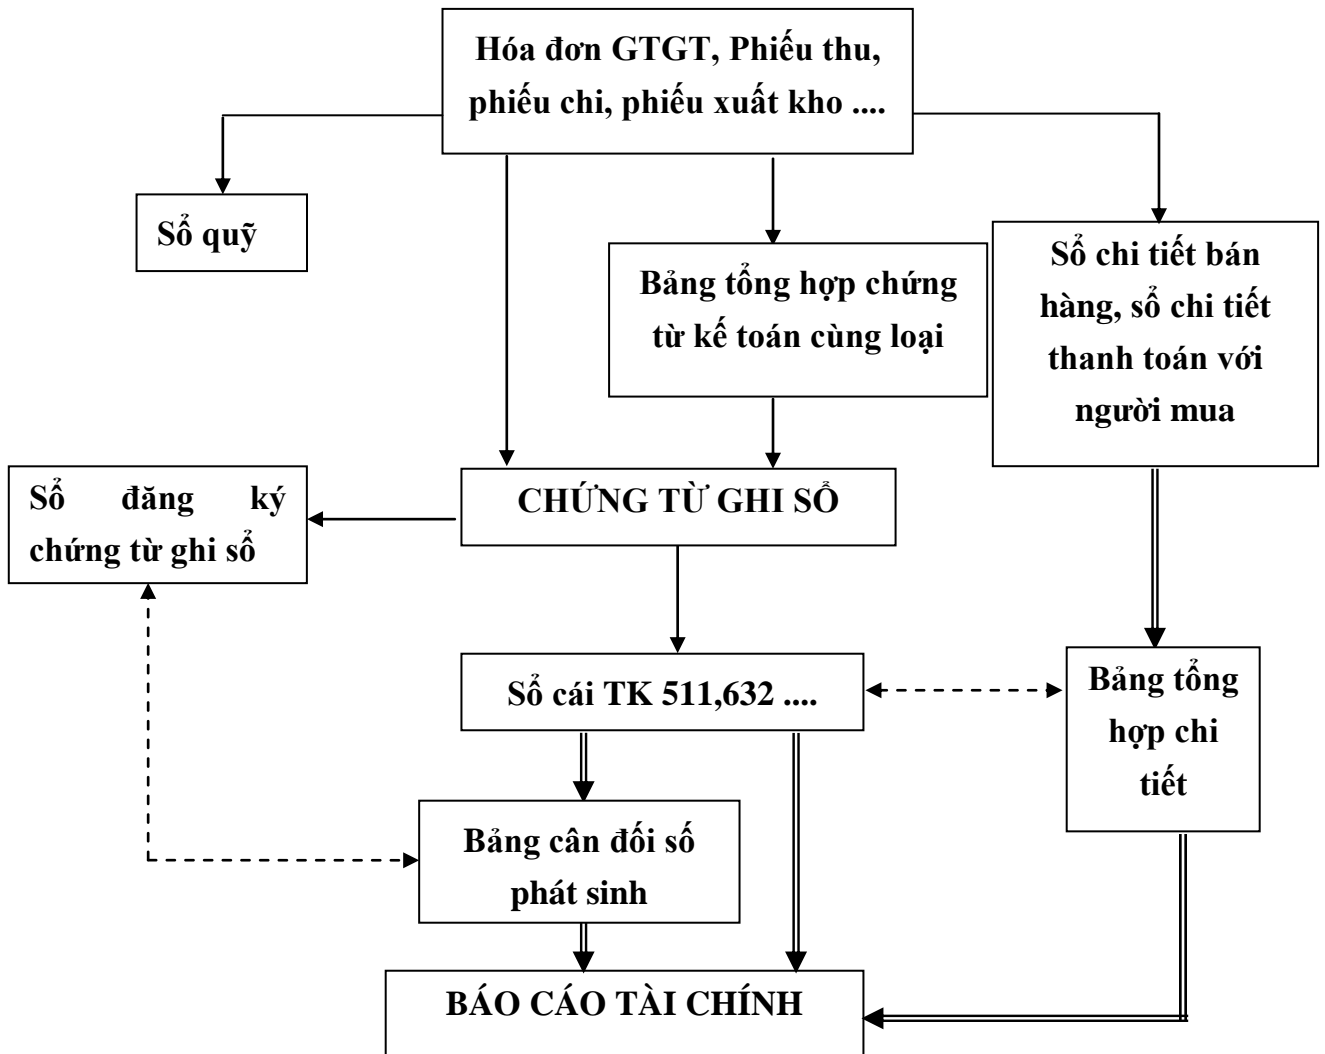 Hóa đơn GTGT, Phiếu thu,
phiếu chi, phiếu xuất kho ....
Sổ quỹ
Bảng tổng hợp chứng
từ kế toán cùng loại
Sổ chi tiết bán
hàng, sổ chi tiết
thanh toán với
người mua
Sổ đăng ký
chứng từ ghi sổ
CHỨNG TỪ GHI SỔ
Sổ cái TK 511,632 ....
Bảng tổng
hợp chi
tiết
Bảng cân đối số
phát sinh
BÁO CÁO TÀI CHÍNH